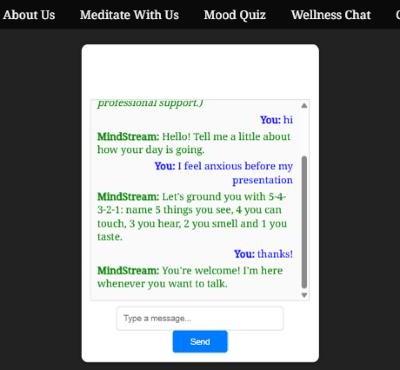 About Us Meditate With Us Mood Quiz Wellness Chat
professional support.)
You: hi
MindStream: Hello! Tell me a little about
how your day is going.
You: I feel anxious before my
presentation
MindStream: Let's ground you with 5-4-
3-2-1: name 5 things you see, 4 you can
touch, 3 you hear, 2 you smell and 1 you
taste.
You: thanks!
MindStream: You're welcome! I'm here
whenever you want to talk.
Type a message...
Send